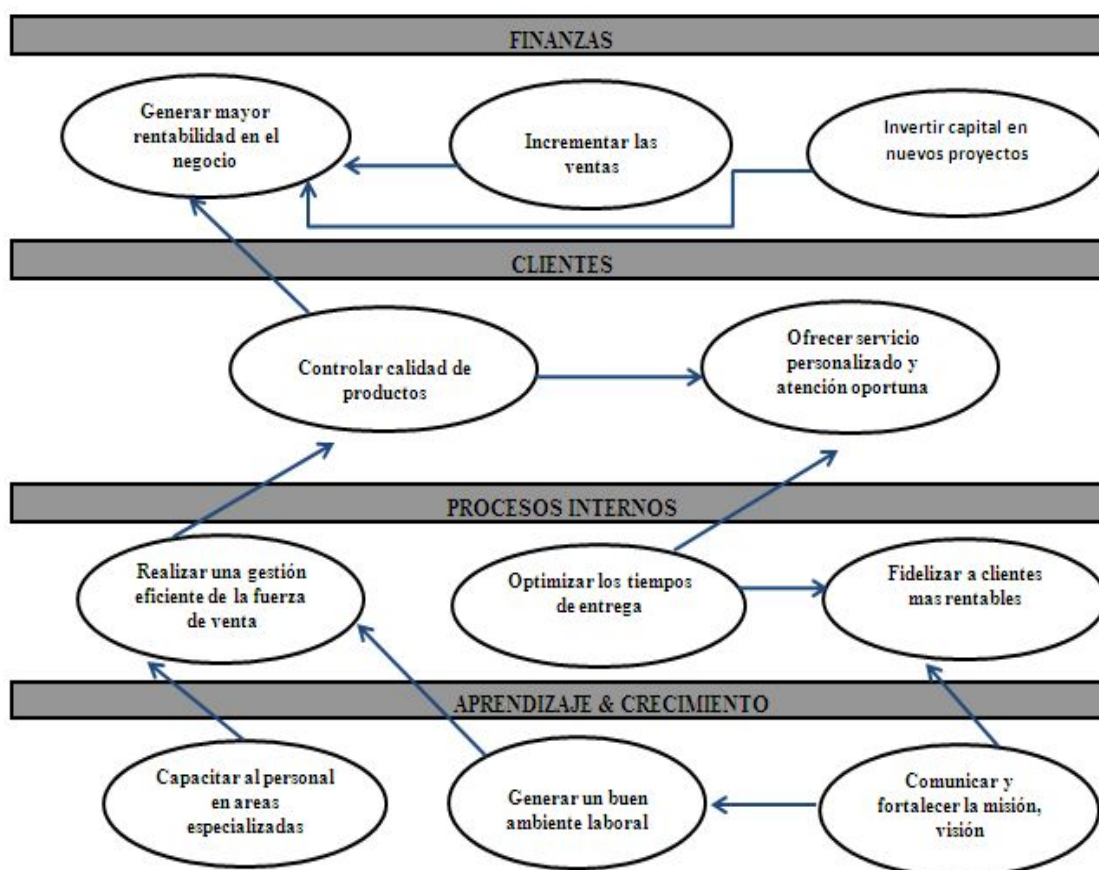 FINANZAS
Generar mayor
rentabilidad en el
negocio
Incrementar las
ventas
Invertir capital en
nuevos proyectos
CLIENTES
Controlar calidad de
productos
Ofrecer servicio
personalizado y
atención oportuna
PROCESOS INTERNOS
Realizar una gestión
eficiente de la fuerza
de venta
Optimizar los tiempos
de entrega
Fidelizar a clientes
mas rentables
APRENDIZAJE & CRECIMIENTO
Capacitar al personal
en areas
especializadas
Generar un buen
ambiente laboral
Comunicar y
fortalecer la misión,
visión